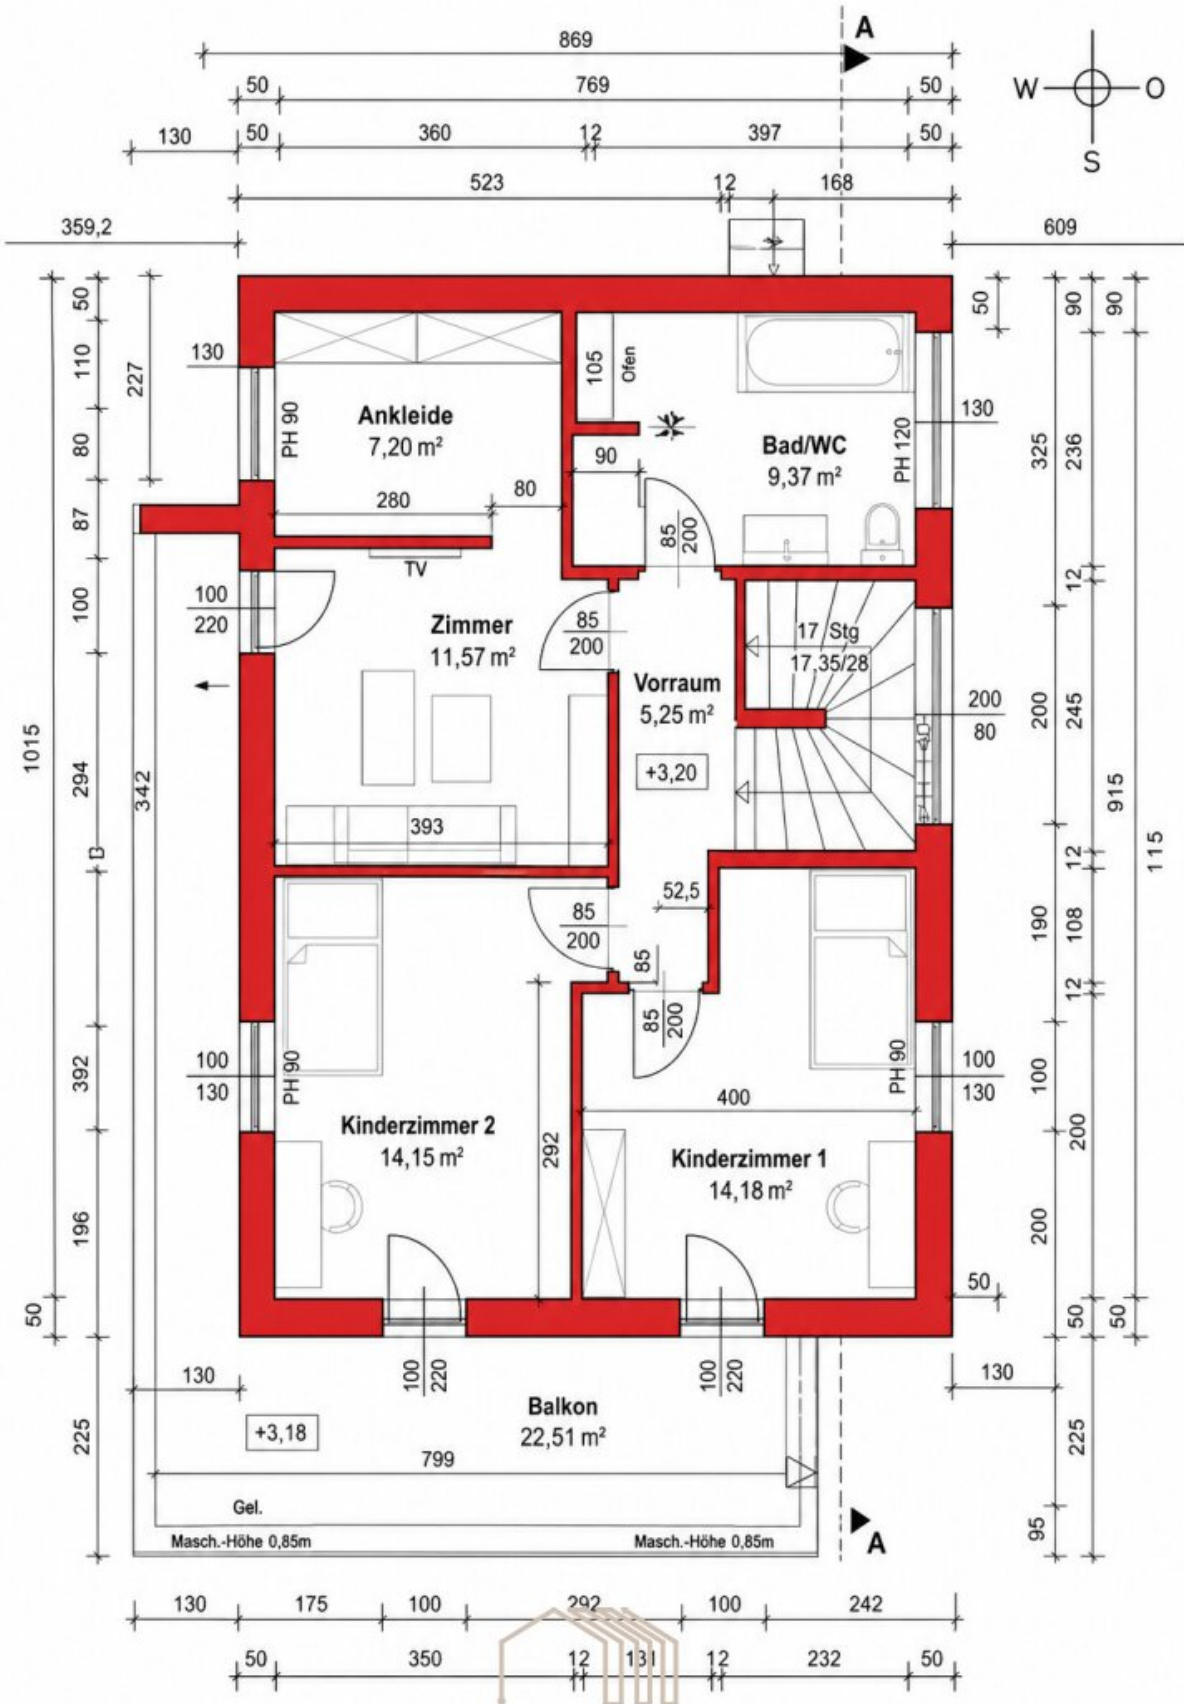 869
A
50 769 50
W O
S
130 50 360 12 397 50
523 12 168
359,2 609
50
110
80
87
100
294
13
392
196
50
225
1015
227
342
130
PH 90
Ankleide
7,20 m²
280
80
105
Ofen
90
Bad/WC
9,37 m²
PH 120
130
85
200
TV
100
220
Zimmer
11,57 m²
85
200
Vorraum
5,25 m²
+3,20
17 Stg
17,35/28
200
80
393
85
200
52,5
85
85
200
100
130
PH 90
Kinderzimmer 2
14,15 m²
292
400
Kinderzimmer 1
14,18 m²
PH 90
100
130
50
325
200
190
100
200
95
90
236
12
245
12
108
12
200
50
225
90
915
50
115
50
130
130
100
220
100
220
Balkon
22,51 m²
+3,18
799
Gel.
Masch.-Höhe 0,85m Masch.-Höhe 0,85m
A
130 175 100 292 100 242
50 350 12 131 12 232 50